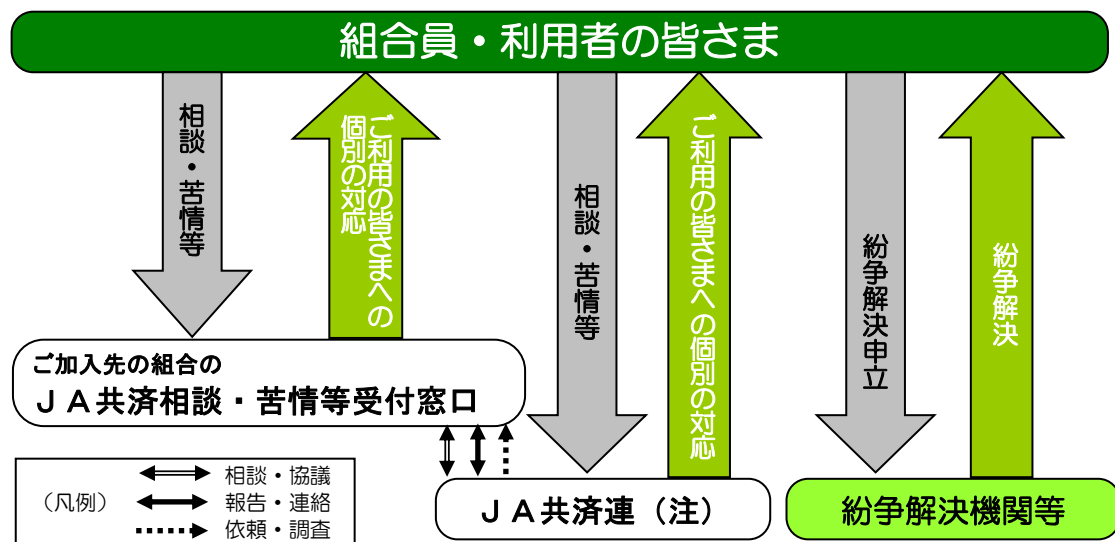 組合員・利用者の皆さま
相談・苦情等
ご利用の皆さまへの
個別の対応
相談・苦情等
ご利用の皆さまへの個別の対応
紛争解決申立
紛争解決
ご加入先の組合の
ＪＡ共済相談・苦情等受付窓口
（凡例）
相談・協議
報告・連絡
依頼・調査
ＪＡ共済連（注）
紛争解決機関等